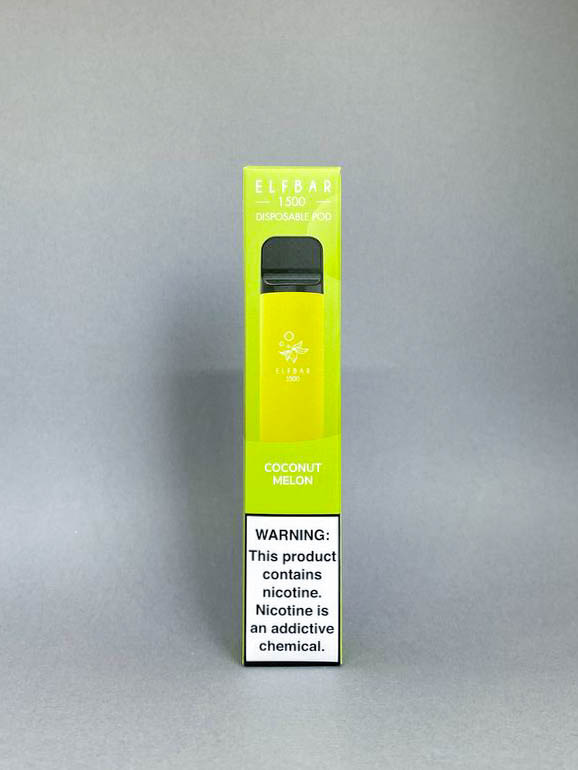 ELFBAR
1500
DISPOSABLE POD
ELFBAR
1500
COCONUT
MELON
WARNING:
This product
contains
nicotine.
Nicotine is
an addictive
chemical.